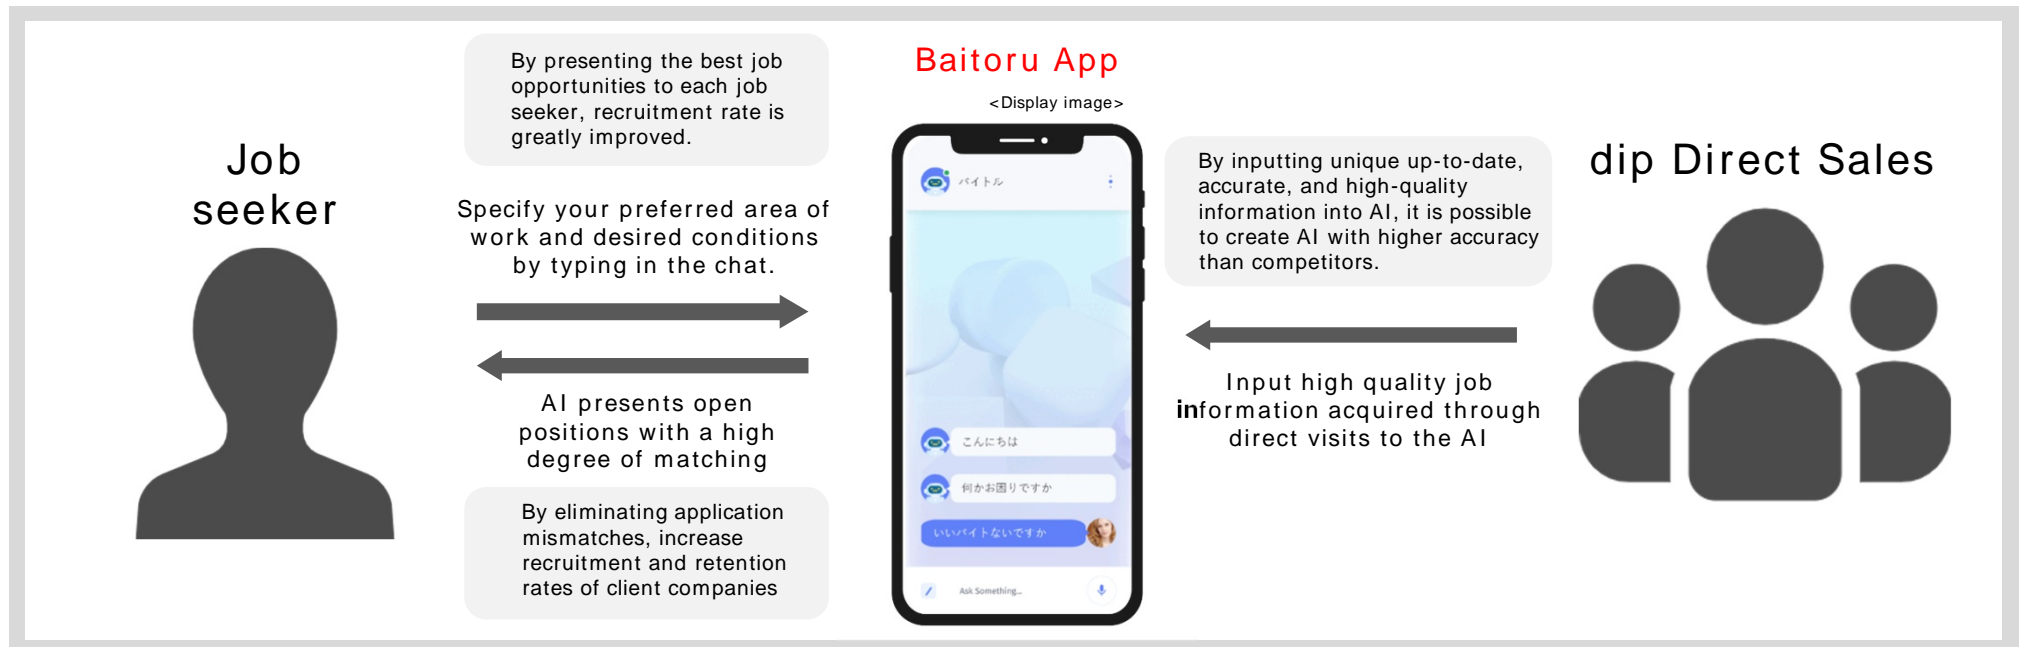 Job
seeker
By presenting the best job
opportunities to each job
seeker, recruitment rate is
greatly improved.
Specify your preferred area of
work and desired conditions
by typing in the chat.
AI presents open
positions with a high
degree of matching
By eliminating application
mismatches, increase
recruitment and retention
rates of client companies
Baitoru App
<Display image>
バイトル
こんにちは
何かお困りですか
いいバイトないですか
Ask Something...
By inputting unique up-to-date,
accurate, and high-quality
information into AI, it is possible
to create AI with higher accuracy
than competitors.
Input high quality job
information acquired through
direct visits to the AI
dip Direct Sales